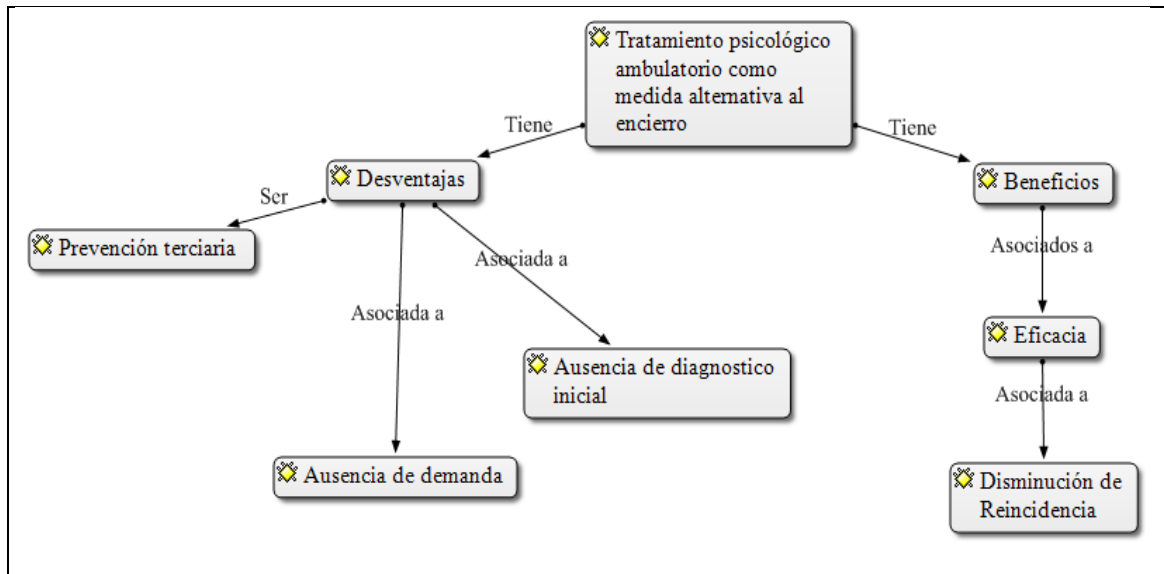 Tratamiento psicológico
ambulatorio como
medida alternativa al
encierro
Tiene
Tiene
Desventajas
Beneficios
Ser
Prevención terciaria
Asociada a
Asociados a
Asociada a
Eficacia
Ausencia de diagnostico
inicial
Asociada a
Ausencia de demanda
Disminución de
Reincidencia